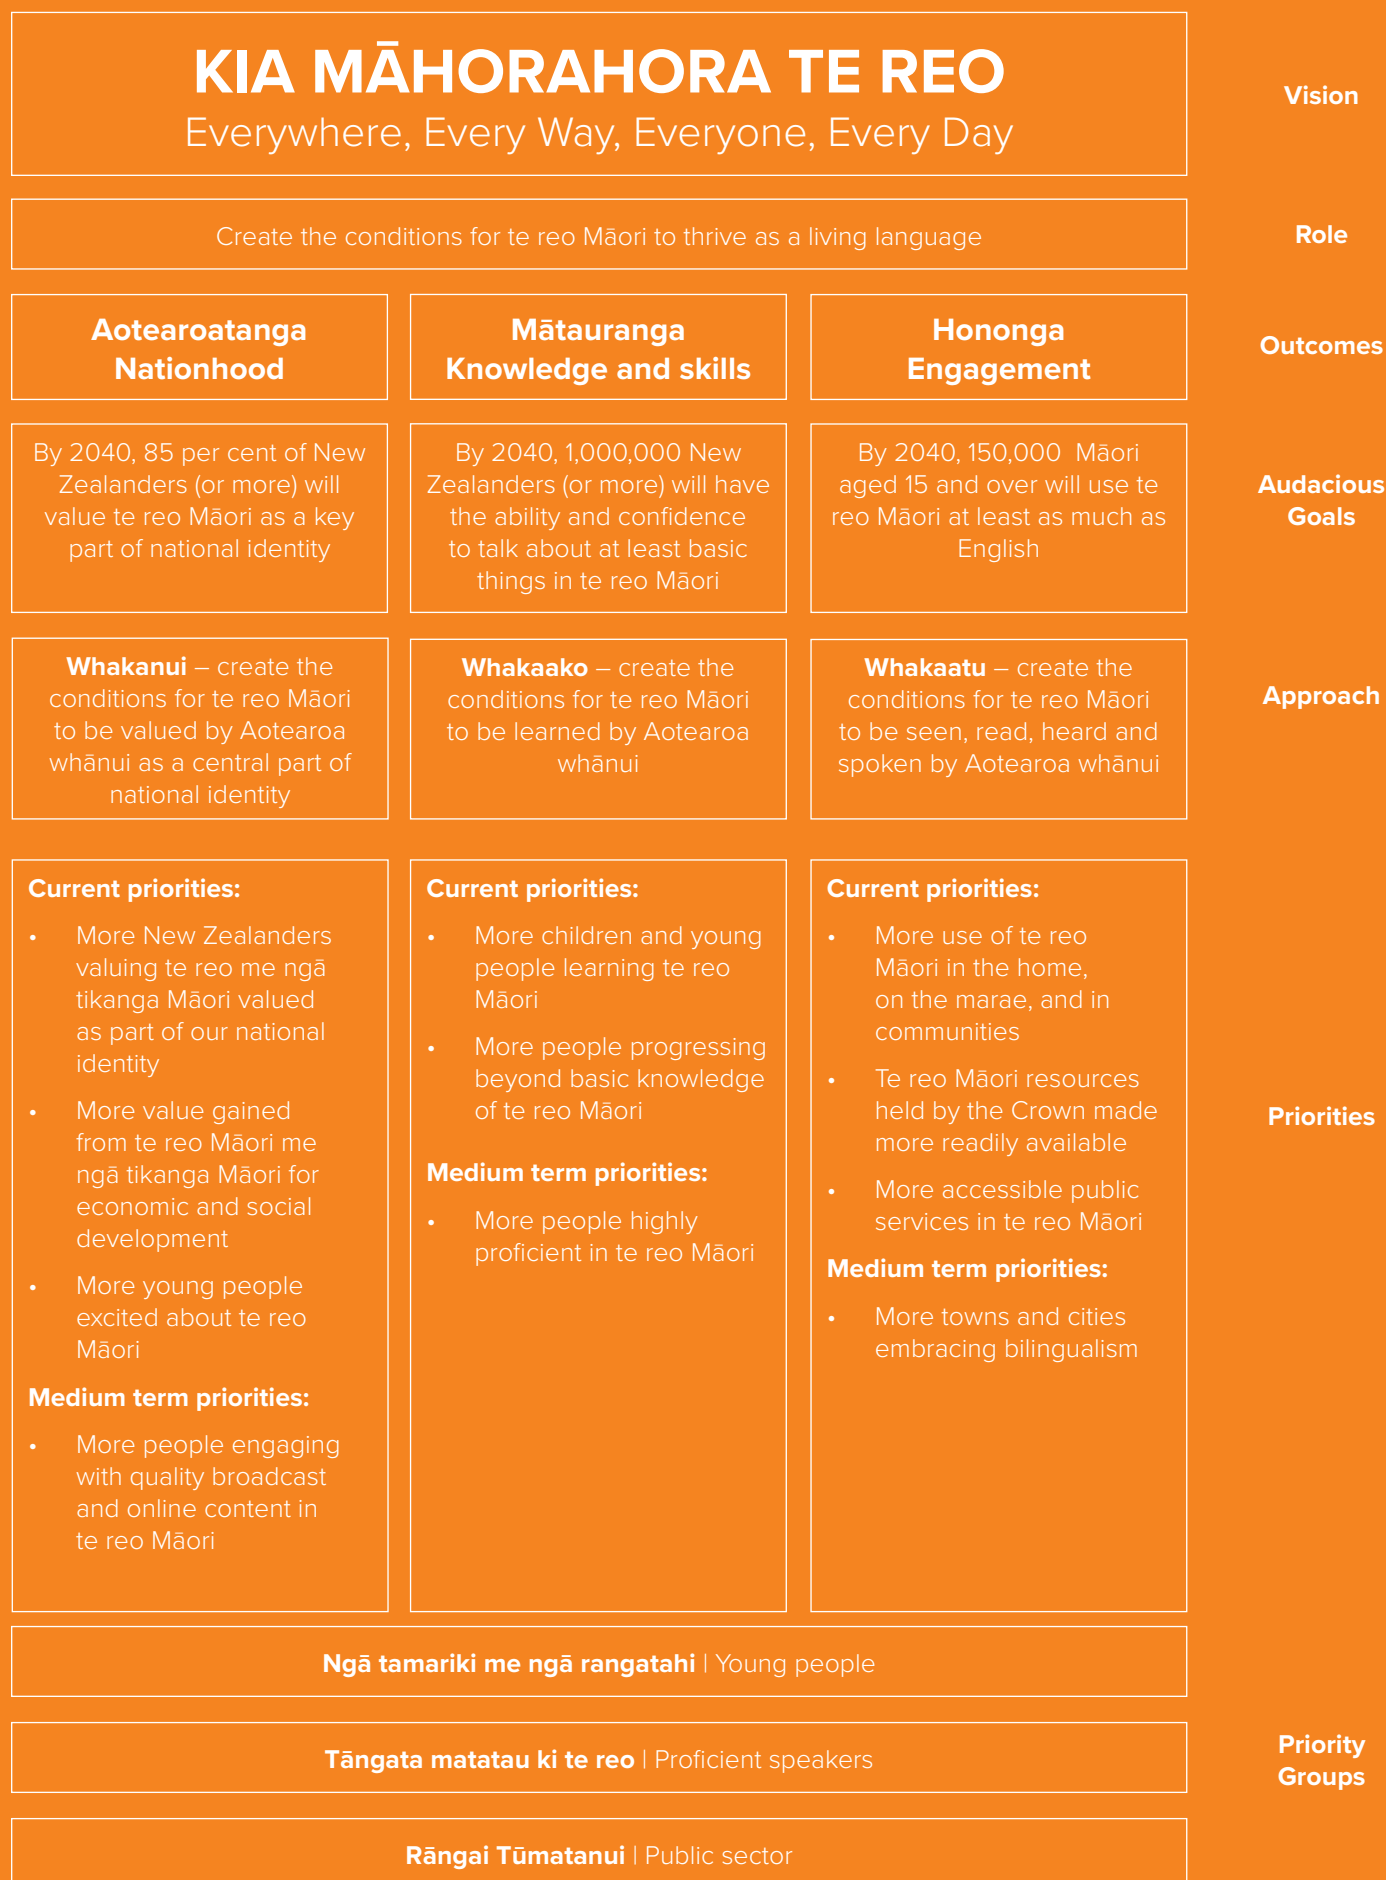 KIA MĀHORAHORA TE REO
Everywhere, Every Way, Everyone, Every Day
Vision
Create the conditions for te reo Māori to thrive as a living language
Role
Aotearoatanga
Nationhood
Mātauranga
Knowledge and skills
Hononga
Engagement
Outcomes
By 2040, 85 per cent of New
Zealanders (or more) will
value te reo Māori as a key
part of national identity
By 2040, 1,000,000 New
Zealanders (or more) will have
the ability and confidence
to talk about at least basic
things in te reo Māori
By 2040, 150,000  Māori
aged 15 and over will use te
reo Māori at least as much as
English
Audacious
Goals
Whakanui – create the
conditions for te reo Māori
to be valued by Aotearoa
whānui as a central part of
national identity
Whakaako – create the
conditions for te reo Māori
to be learned by Aotearoa
whānui
Whakaatu – create the
conditions for te reo Māori
to be seen, read, heard and
spoken by Aotearoa whānui
Approach
Current priorities:
• More New Zealanders
valuing te reo me ngā
tikanga Māori valued
as part of our national
identity
• More value gained
from te reo Māori me
ngā tikanga Māori for
economic and social
development
• More young people
excited about te reo
Māori
Medium term priorities:
• More people engaging
with quality broadcast
and online content in
te reo Māori
Current priorities:
• More children and young
people learning te reo
Māori
• More people progressing
beyond basic knowledge
of te reo Māori
Medium term priorities:
• More people highly
proficient in te reo Māori
Current priorities:
• More use of te reo
Māori in the home,
on the marae, and in
communities
• Te reo Māori resources
held by the Crown made
more readily available
• More accessible public
services in te reo Māori
Medium term priorities:
• More towns and cities
embracing bilingualism
Priorities
Ngā tamariki me ngā rangatahi | Young people
Tāngata matatau ki te reo | Proficient speakers
Rāngai Tūmatanui | Public sector
Priority
Groups